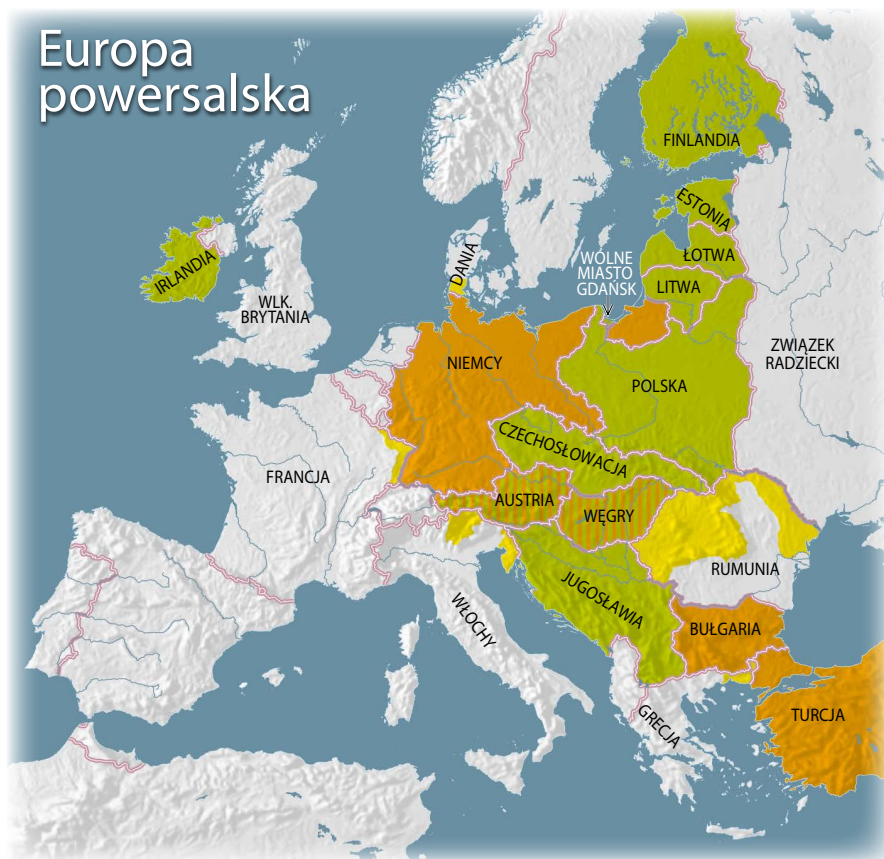 Europa
powersalska
FINLANDIA
ESTONIA
ŁOTWA
LITWA
WOLNE
MIASTO
GDAŃSK
DANIA
IRLANDIA
WLK.
BRYTANIA
NIEMCY
POLSKA
ZWIĄZEK
RADZIECKI
CZECHOSŁOWACJA
FRANCJA
AUSTRIA
WĘGRY
RUMUNIA
JUGOSŁAWIA
WŁOCHY
BUŁGARIA
GRECJA
TURCJA